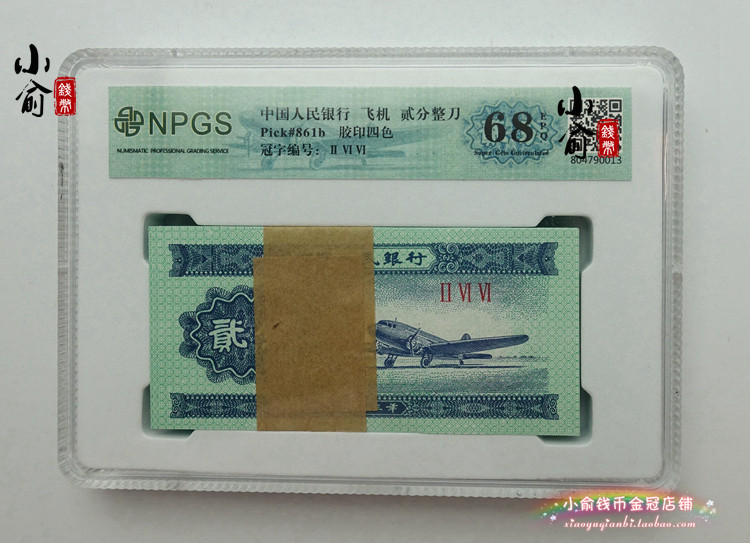 小俞
錢幣
NPGS
NUMISMATIC PROFESSIONAL GRADING SERVICE
中国人民银行 飞机 贰分整刀
Pick#861b 胶印四色
冠字编号: II VI VI
68
EPQ
Super Gem Uncirculated
小俞
錢幣
804790013
銀行
II VI VI
貳
小俞钱币金冠店铺
xiaoyuqianbi.taobao.com